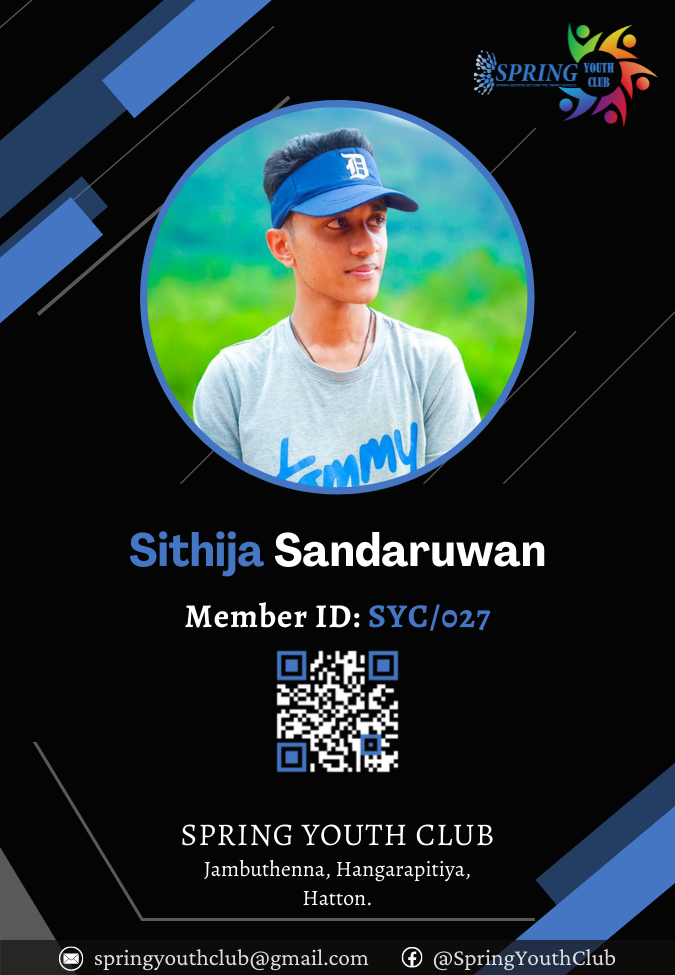 SPRING YOUTH
CLUB
D
tommy
Sithija Sandaruwan
Member ID: SYC/027
SPRING YOUTH CLUB
Jambuthenna, Hangarapitiya,
Hatton.
springyouthclub@gmail.com @SpringYouthClub